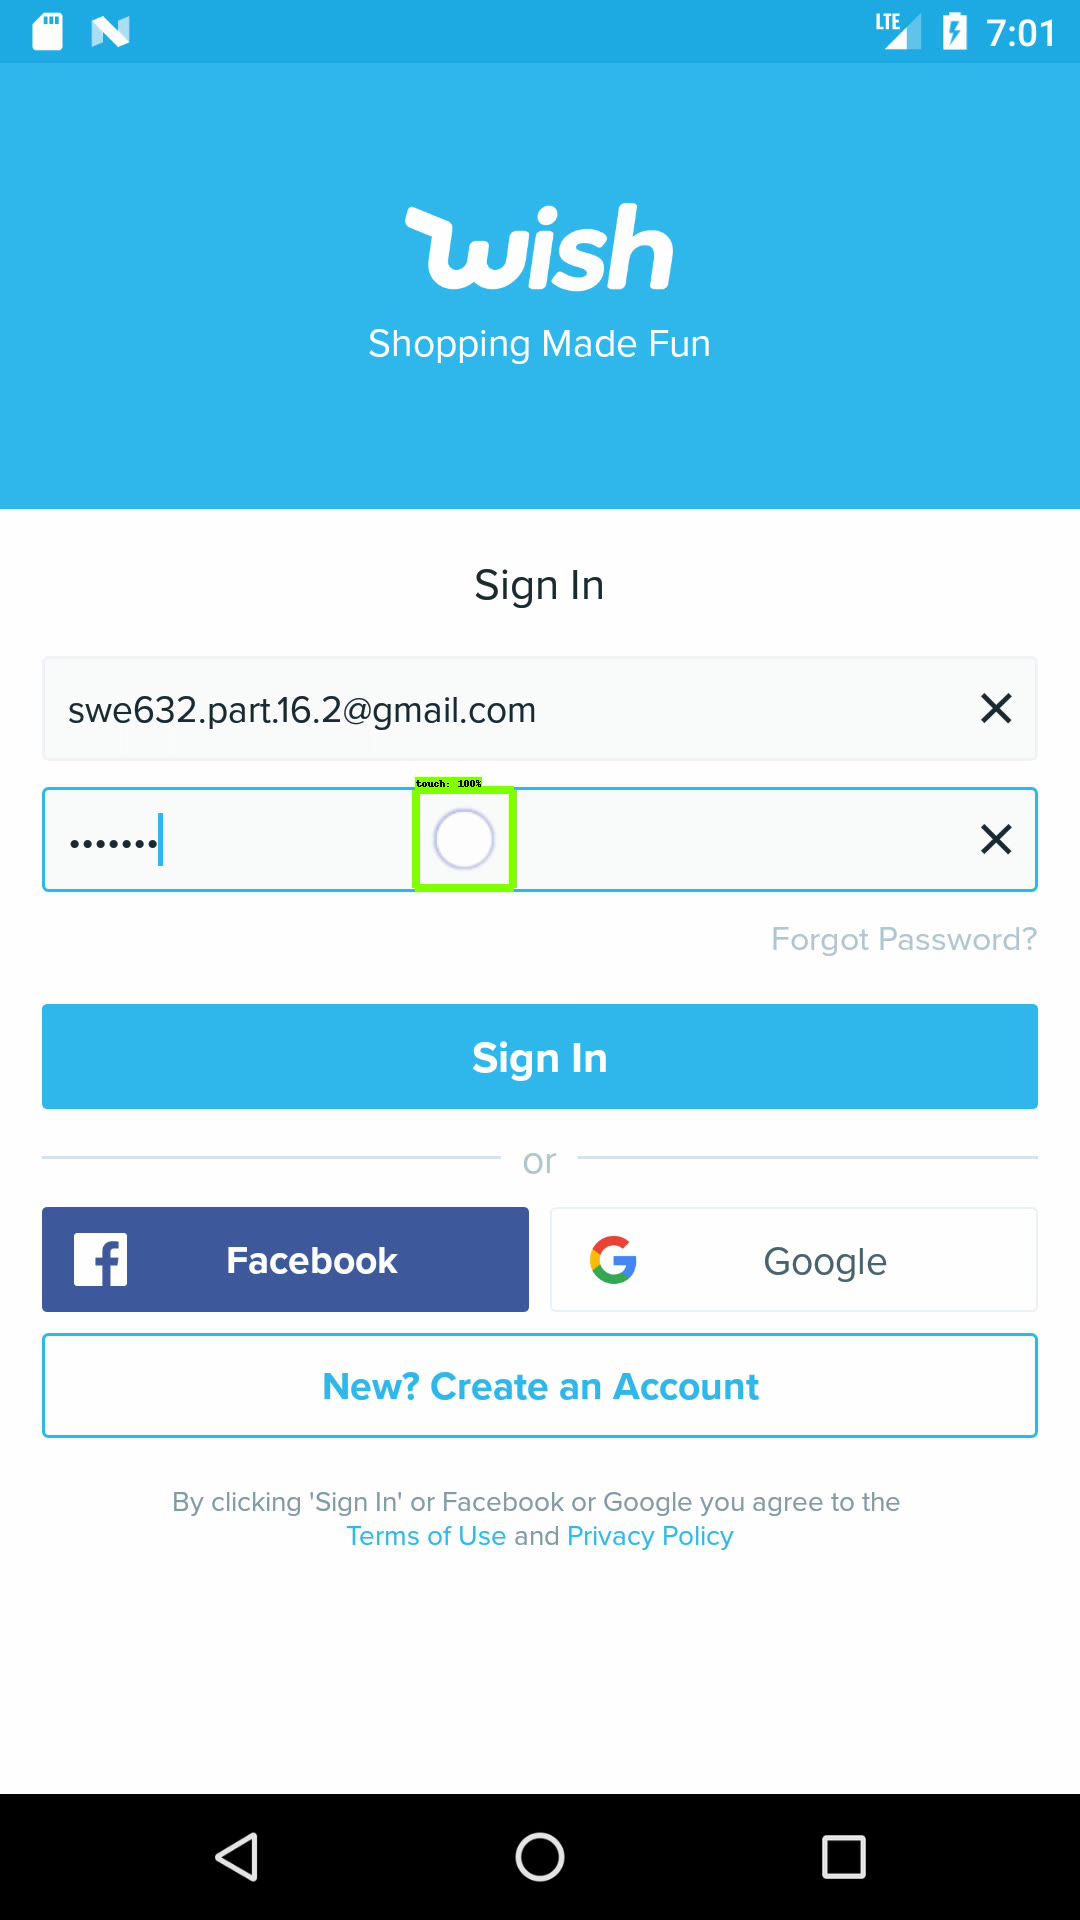 LTE 7:01
wish
Shopping Made Fun
Sign In
swe632.part.16.2@gmail.com
touch: 100%
•••••••
Forgot Password?
Sign In
or
Facebook
Google
New? Create an Account
By clicking 'Sign In' or Facebook or Google you agree to the
Terms of Use and Privacy Policy